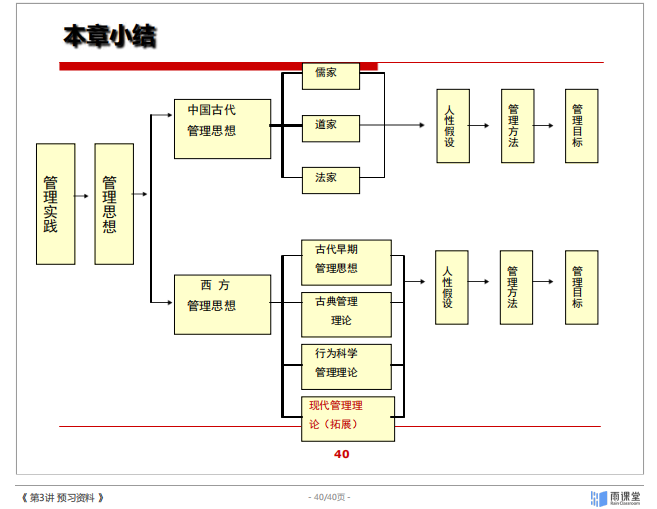 本章小结
管理实践
管理思想
中国古代
管理思想
儒家
道家
法家
人性假设
管理方法
管理目标
西 方
管理思想
古代早期
管理思想
古典管理
理论
行为科学
管理理论
现代管理理
论（拓展）
人性假设
管理方法
管理目标
40
《 第3讲 预习资料 》
- 40/40页 -
雨课堂
Rain Classroom